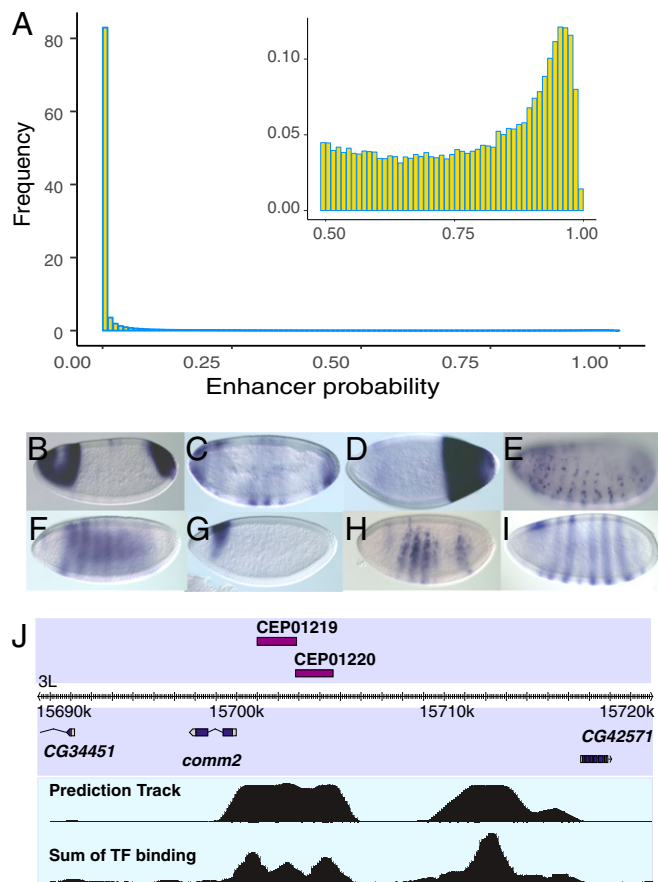 A
80
60
40
20
0
Frequency
0.00 0.25 0.50 0.75 1.00
Enhancer probability
0.10
0.05
0.00
0.50 0.75 1.00
B C D E
F G H I
J
CEP01219
CEP01220
3L
15690k 15700k 15710k 15720k
CG34451 comm2 CG42571
Prediction Track
Sum of TF binding